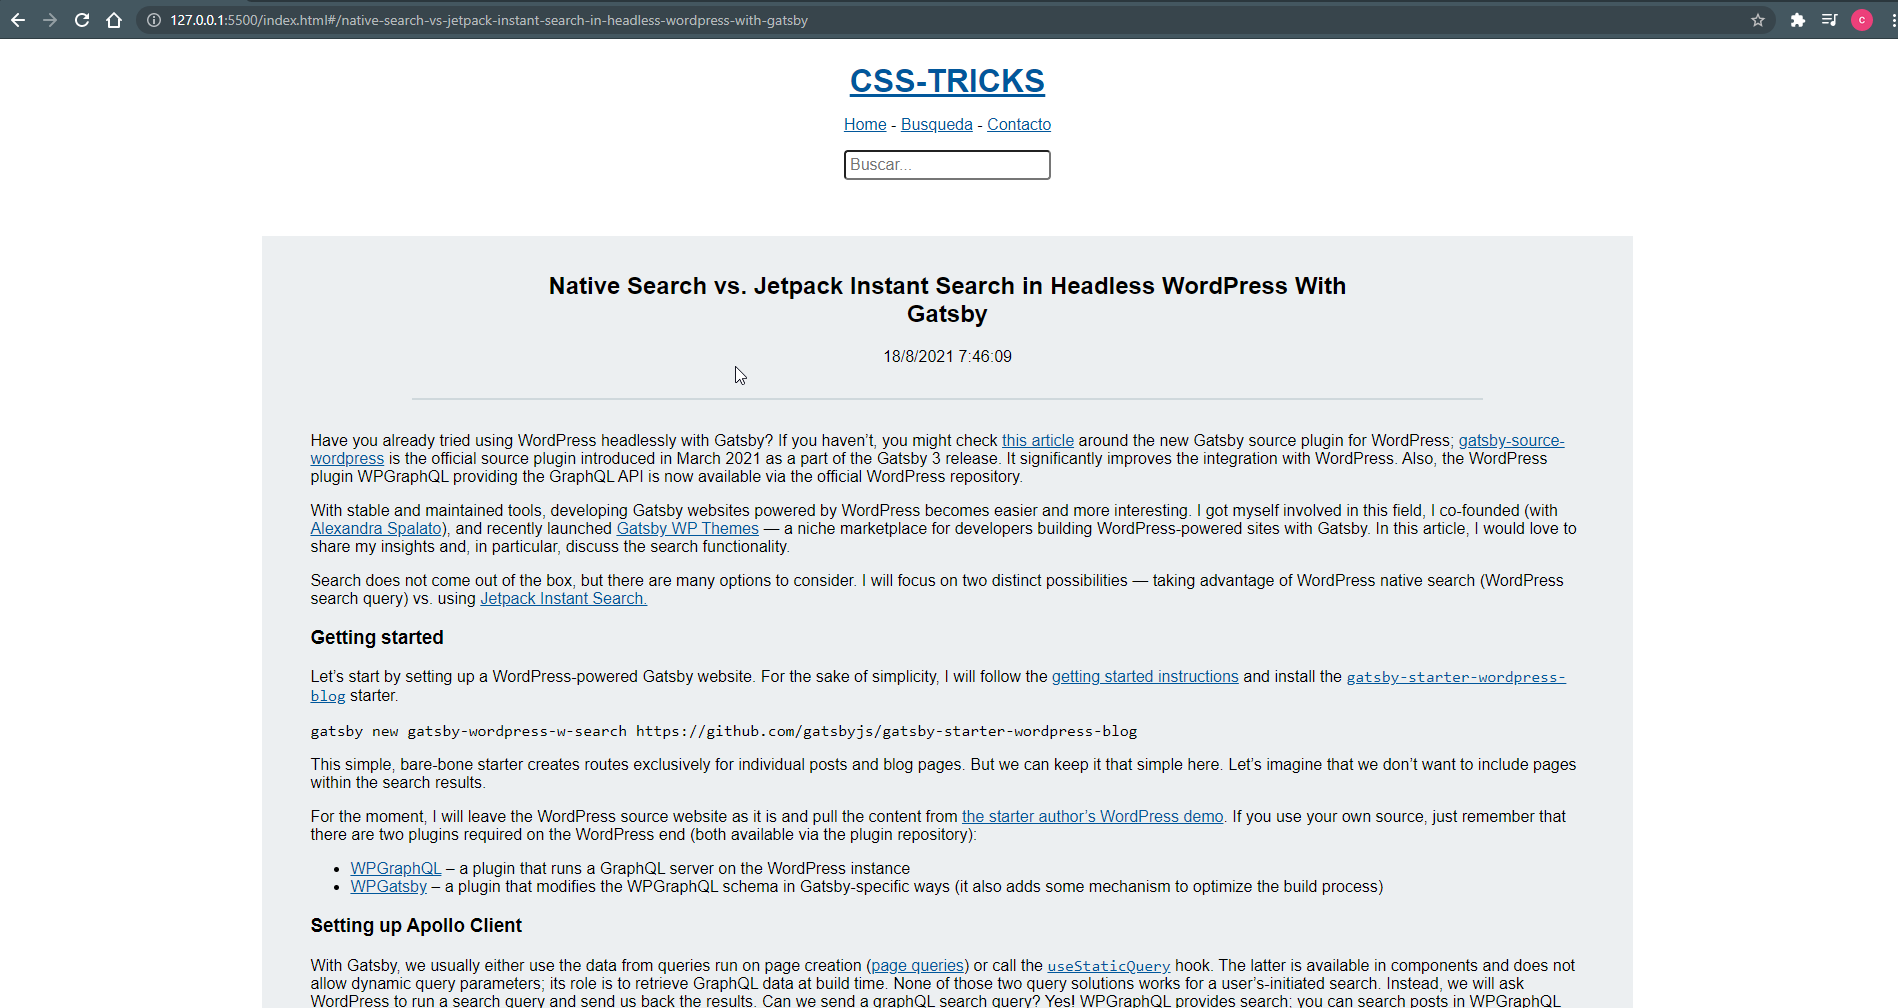 127.0.0.1:5500/index.html#/native-search-vs-jetpack-instant-search-in-headless-wordpress-with-gatsby
c
CSS-TRICKS
Home - Busqueda - Contacto
Buscar...
Native Search vs. Jetpack Instant Search in Headless WordPress With
Gatsby
18/8/2021 7:46:09
Have you already tried using WordPress headlessly with Gatsby? If you haven’t, you might check this article around the new Gatsby source plugin for WordPress; gatsby-source-
wordpress is the official source plugin introduced in March 2021 as a part of the Gatsby 3 release. It significantly improves the integration with WordPress. Also, the WordPress
plugin WPGraphQL providing the GraphQL API is now available via the official WordPress repository.
With stable and maintained tools, developing Gatsby websites powered by WordPress becomes easier and more interesting. I got myself involved in this field, I co-founded (with
Alexandra Spalato), and recently launched Gatsby WP Themes — a niche marketplace for developers building WordPress-powered sites with Gatsby. In this article, I would love to
share my insights and, in particular, discuss the search functionality.
Search does not come out of the box, but there are many options to consider. I will focus on two distinct possibilities — taking advantage of WordPress native search (WordPress
search query) vs. using Jetpack Instant Search.
Getting started
Let’s start by setting up a WordPress-powered Gatsby website. For the sake of simplicity, I will follow the getting started instructions and install the gatsby-starter-wordpress-
blog starter.
gatsby new gatsby-wordpress-w-search https://github.com/gatsbyjs/gatsby-starter-wordpress-blog
This simple, bare-bone starter creates routes exclusively for individual posts and blog pages. But we can keep it that simple here. Let’s imagine that we don’t want to include pages
within the search results.
For the moment, I will leave the WordPress source website as it is and pull the content from the starter author’s WordPress demo. If you use your own source, just remember that
there are two plugins required on the WordPress end (both available via the plugin repository):
• WPGraphQL – a plugin that runs a GraphQL server on the WordPress instance
• WPGatsby – a plugin that modifies the WPGraphQL schema in Gatsby-specific ways (it also adds some mechanism to optimize the build process)
Setting up Apollo Client
With Gatsby, we usually either use the data from queries run on page creation (page queries) or call the useStaticQuery hook. The latter is available in components and does not
allow dynamic query parameters; its role is to retrieve GraphQL data at build time. None of those two query solutions works for a user’s-initiated search. Instead, we will ask
WordPress to run a search query and send us back the results. Can we send a graphQL search query? Yes! WPGraphQL provides search; you can search posts in WPGraphQL